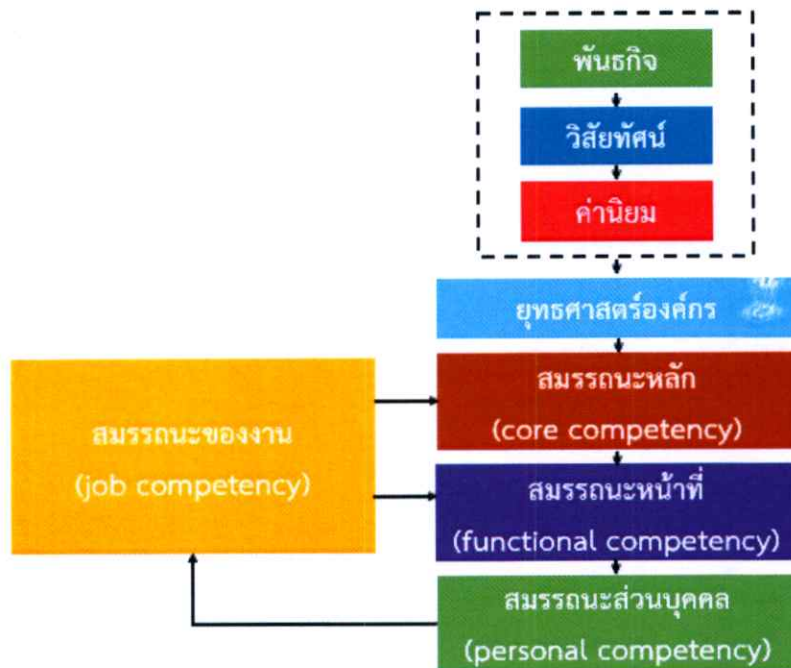 พันธกิจ
วิสัยทัศน์
ค่านิยม
ยุทธศาสตร์องค์กร
สมรรถนะหลัก
(core competency)
สมรรถนะของงาน
(job competency)
สมรรถนะหน้าที่
(functional competency)
สมรรถนะส่วนบุคคล
(personal competency)